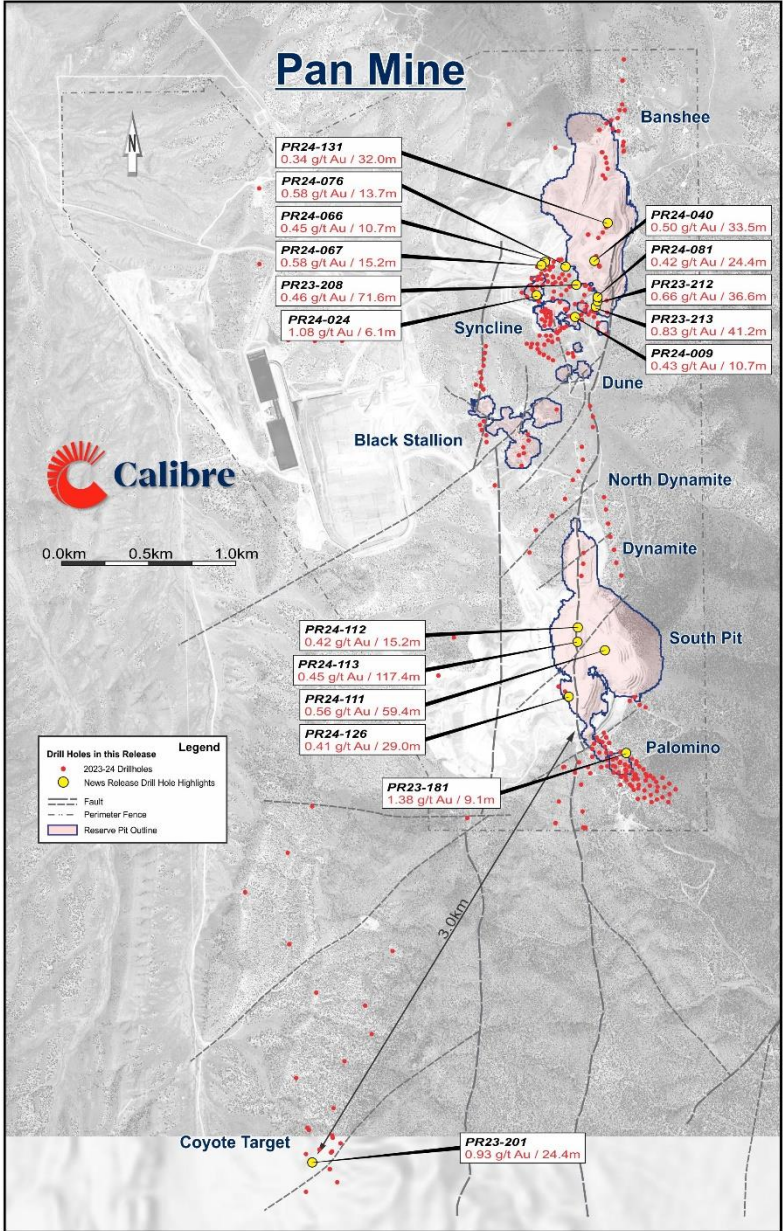 Pan Mine
Banshee
N
PR24-131
0.34 g/t Au / 32.0m
PR24-076
0.58 g/t Au / 13.7m
PR24-066
0.45 g/t Au / 10.7m
PR24-067
0.58 g/t Au / 15.2m
PR23-208
0.46 g/t Au / 71.6m
PR24-024
1.08 g/t Au / 6.1m
PR24-040
0.50 g/t Au / 33.5m
PR24-081
0.42 g/t Au / 24.4m
PR23-212
0.66 g/t Au / 36.6m
PR23-213
0.83 g/t Au / 41.2m
PR24-009
0.43 g/t Au / 10.7m
Syncline
Dune
Black Stallion
Calibre
North Dynamite
0.0km 0.5km 1.0km
Dynamite
South Pit
PR24-112
0.42 g/t Au / 15.2m
PR24-113
0.45 g/t Au / 117.4m
PR24-111
0.56 g/t Au / 59.4m
PR24-126
0.41 g/t Au / 29.0m
Palomino
PR23-181
1.38 g/t Au / 9.1m
Legend
Drill Holes in this Release
2023-24 Drillholes
News Release Drill Hole Highlights
Fault
Perimeter Fence
Reserve Pit Outline
3.0km
Coyote Target
PR23-201
0.93 g/t Au / 24.4m